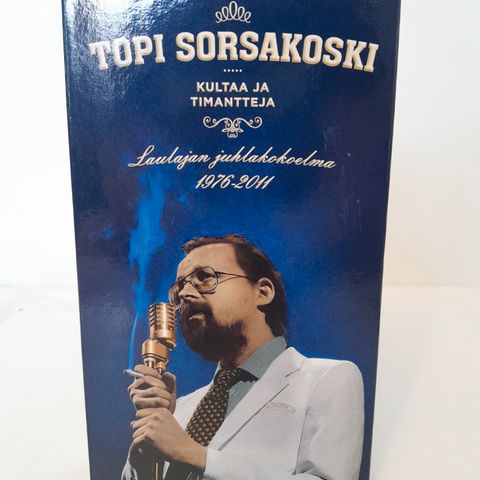 TOPI SORSAKOSKI
KULTAA JA
TIMANTTEJA
Laulajan juhlakokoelma
1976-2011